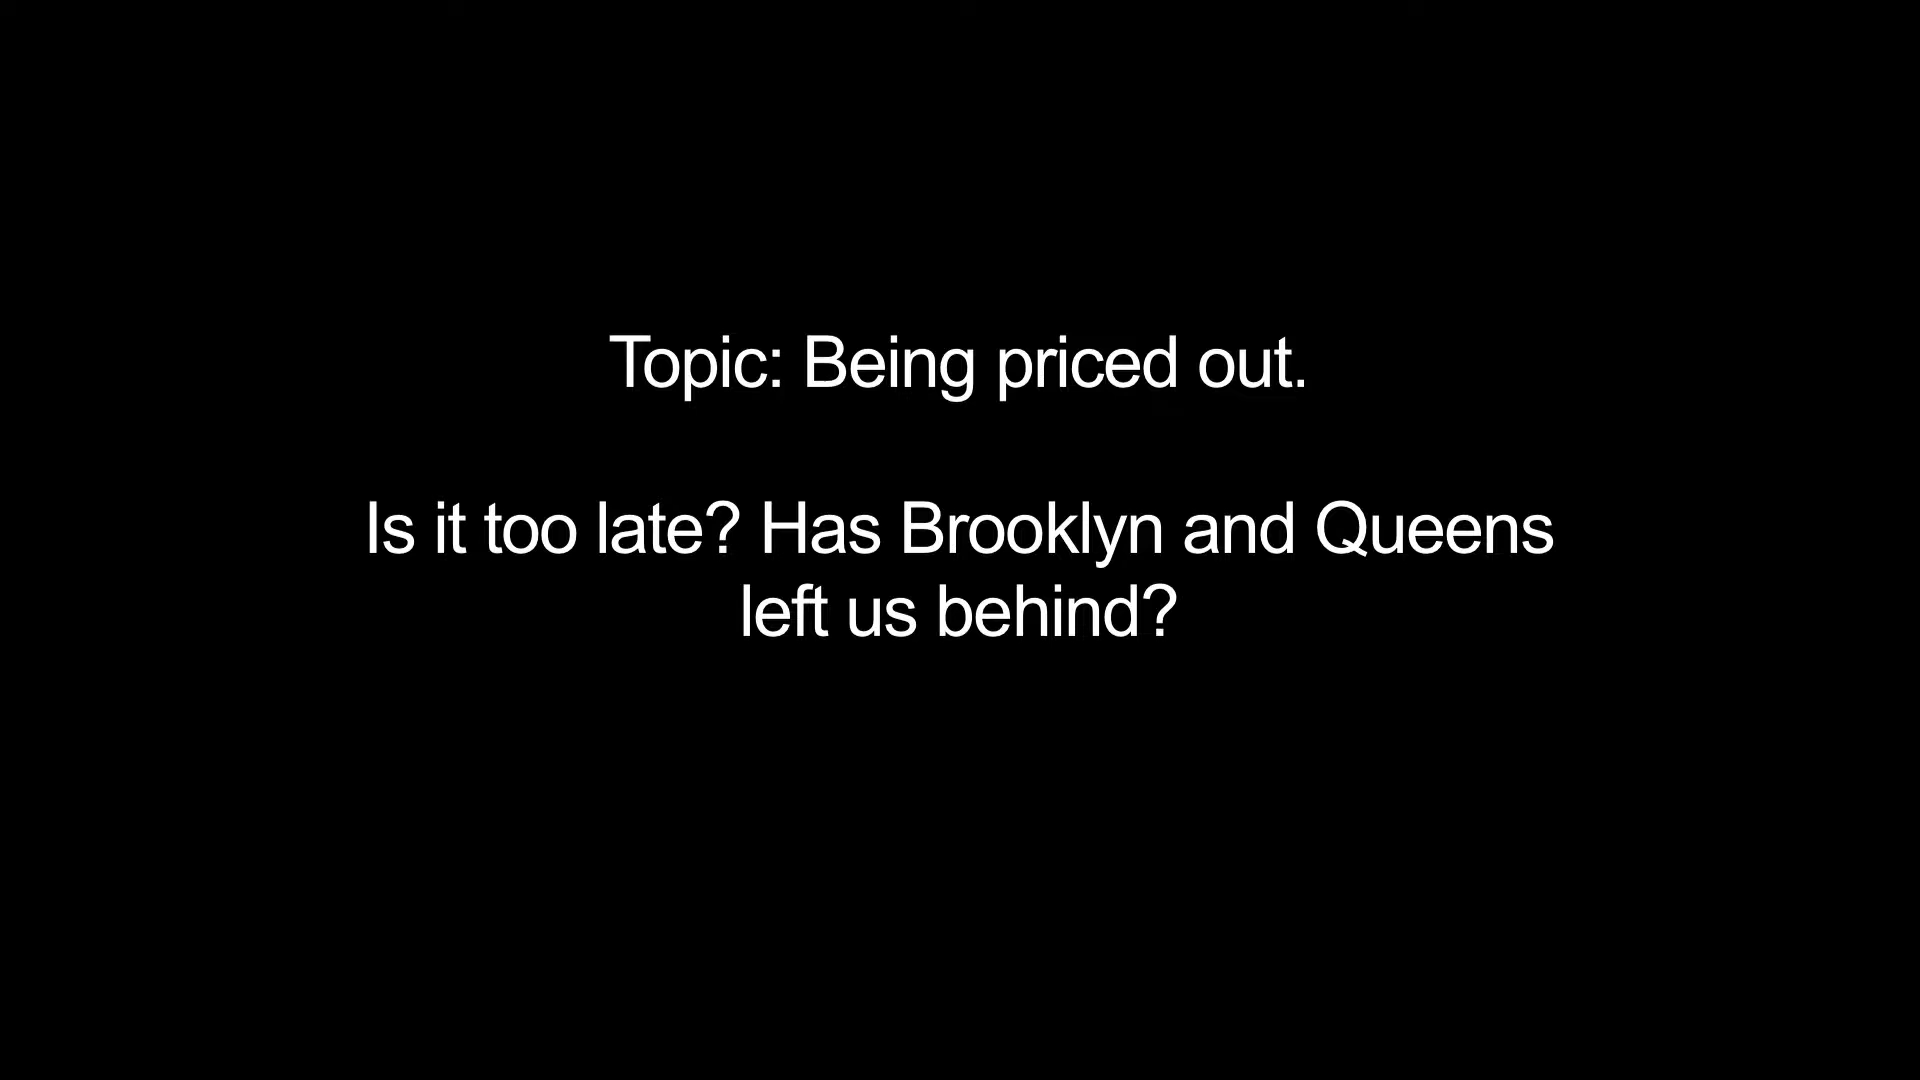 Topic: Being priced out.
Is it too late? Has Brooklyn and Queens
left us behind?